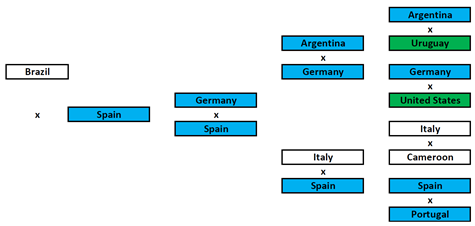 Argentina
x
Argentina Uruguay
x
Brazil Germany Germany
x
Germany United States
x Spain x
Spain Italy
x
Italy Cameroon
x
Spain Spain
x
Portugal